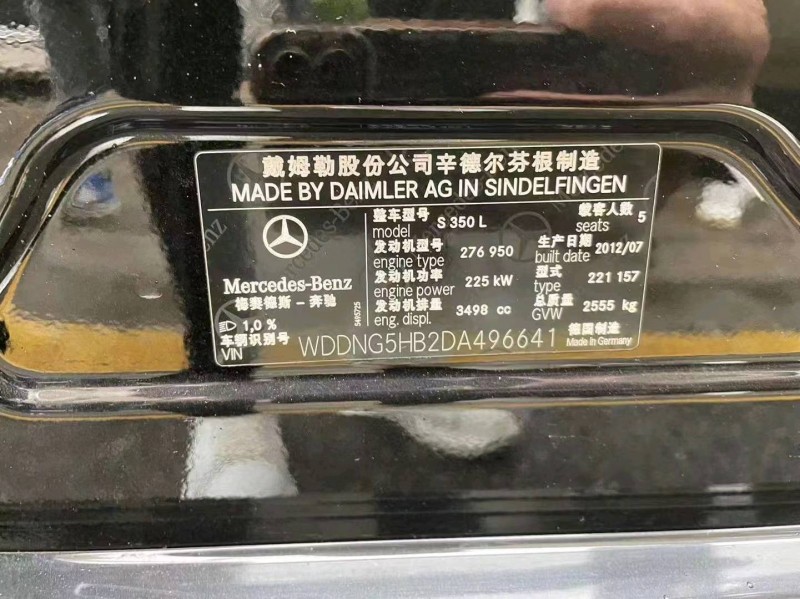 戴姆勒股份公司辛德尔芬根制造
MADE BY DAIMLER AG IN SINDELFINGEN
Mercedes-Benz
梅赛德斯-奔驰
1,0 %
整车型号 S 350 L 乘客人数 5
model seats
发动机型号 276 950 生产日期 2012/07
engine type built date
发动机功率 225 kW 型式 221 157
engine power type
发动机排量 3498 cc 总质量 2555 kg
eng. displ. GVW
车辆识别号 WDDNG5HB2DA496641 德国制造
VIN Made in Germany